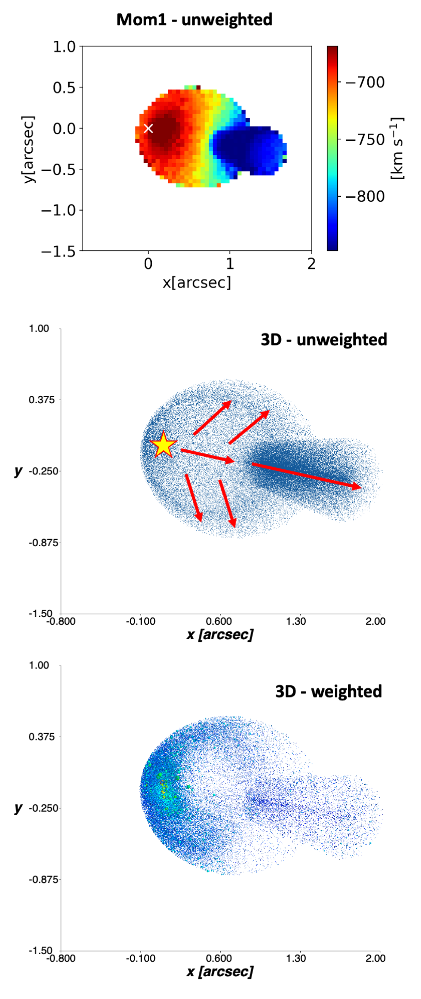 Mom1 - unweighted
1.0
0.5
0.0
−0.5
−1.0
−1.5
y[arcsec]
0 1 2
x[arcsec]
−700
−750
−800
[km s−1]
3D - unweighted
1.00
0.375
-0.250
-0.875
-1.50
y
-0.800 -0.100 0.600 1.30 2.00
x [arcsec]
3D - weighted
1.00
0.375
-0.250
-0.875
-1.50
y
-0.800 -0.100 0.600 1.30 2.00
x [arcsec]